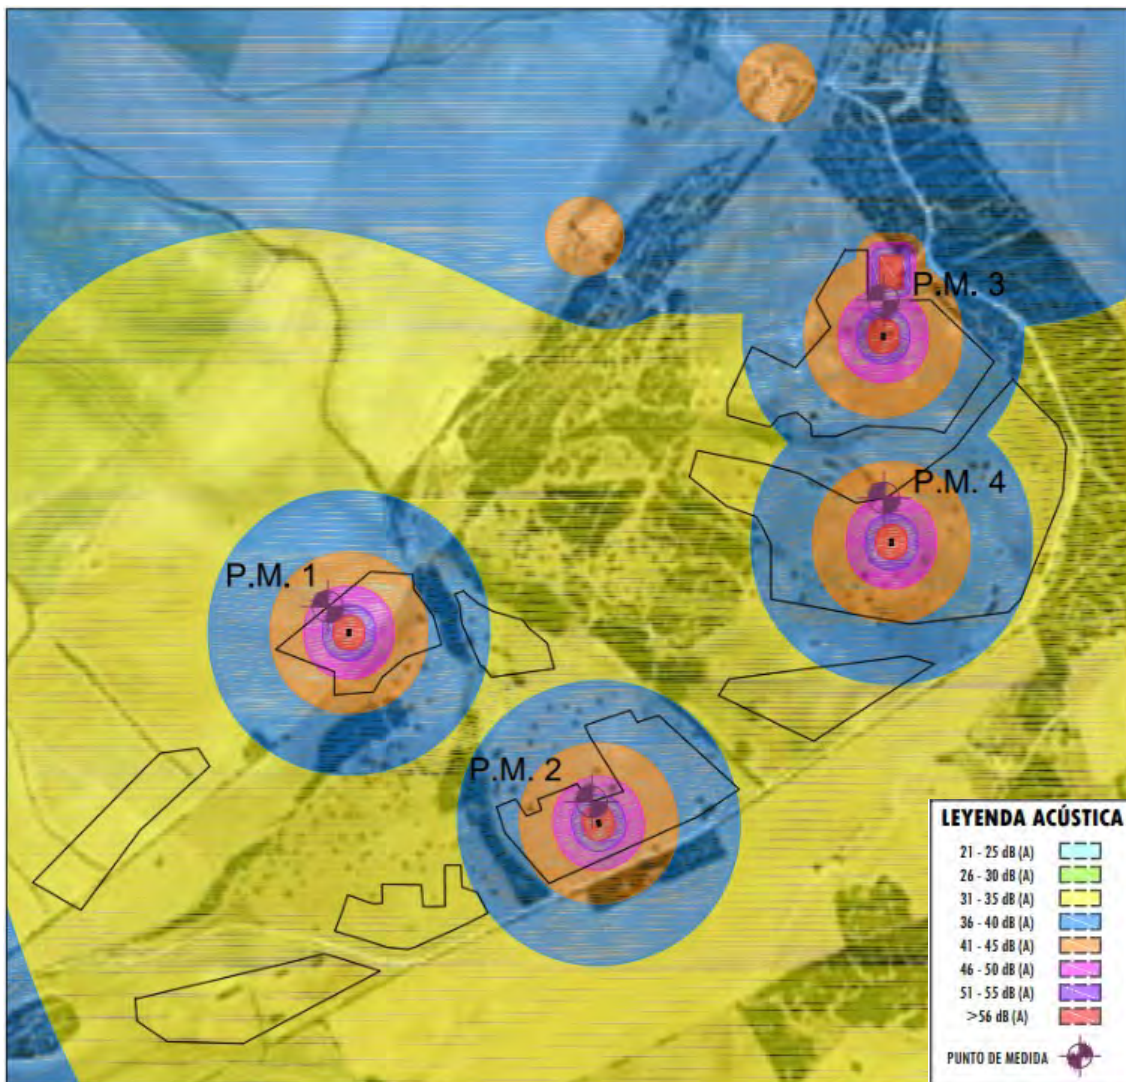 P.M. 3
P.M. 4
P.M. 1
P.M. 2
LEYENDA ACÚSTICA
21 - 25 dB (A)
26 - 30 dB (A)
31 - 35 dB (A)
36 - 40 dB (A)
41 - 45 dB (A)
46 - 50 dB (A)
51 - 55 dB (A)
>56 dB (A)
PUNTO DE MEDIDA